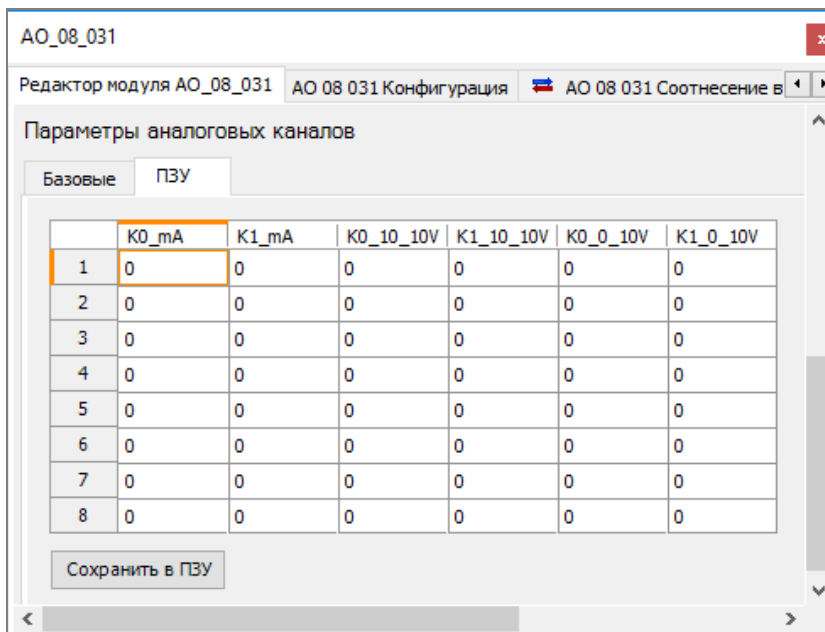 AO_08_031
Редактор модуля AO_08_031 AO 08 031 Конфигурация AO 08 031 Соотнесение в
Параметры аналоговых каналов
Базовые ПЗУ
K0_mA K1_mA K0_10_10V K1_10_10V K0_0_10V K1_0_10V
1 0 0 0 0 0 0
2 0 0 0 0 0 0
3 0 0 0 0 0 0
4 0 0 0 0 0 0
5 0 0 0 0 0 0
6 0 0 0 0 0 0
7 0 0 0 0 0 0
8 0 0 0 0 0 0
Сохранить в ПЗУ